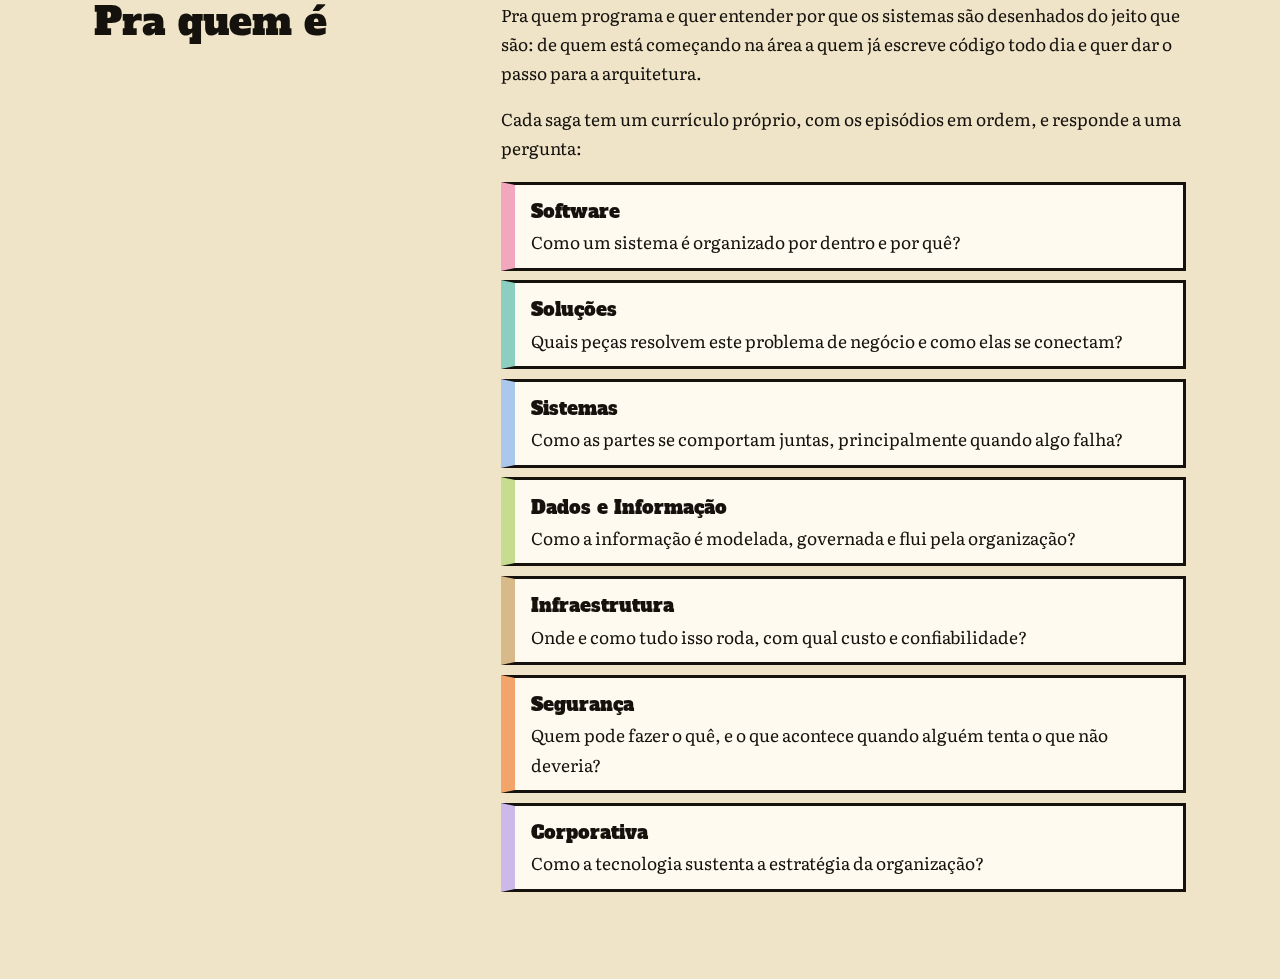 Pra quem é
Pra quem programa e quer entender por que os sistemas são desenhados do jeito que
são: de quem está começando na área a quem já escreve código todo dia e quer dar o
passo para a arquitetura.
Cada saga tem um currículo próprio, com os episódios em ordem, e responde a uma
pergunta:
Software
Como um sistema é organizado por dentro e por quê?
Soluções
Quais peças resolvem este problema de negócio e como elas se conectam?
Sistemas
Como as partes se comportam juntas, principalmente quando algo falha?
Dados e Informação
Como a informação é modelada, governada e flui pela organização?
Infraestrutura
Onde e como tudo isso roda, com qual custo e confiabilidade?
Segurança
Quem pode fazer o quê, e o que acontece quando alguém tenta o que não
deveria?
Corporativa
Como a tecnologia sustenta a estratégia da organização?